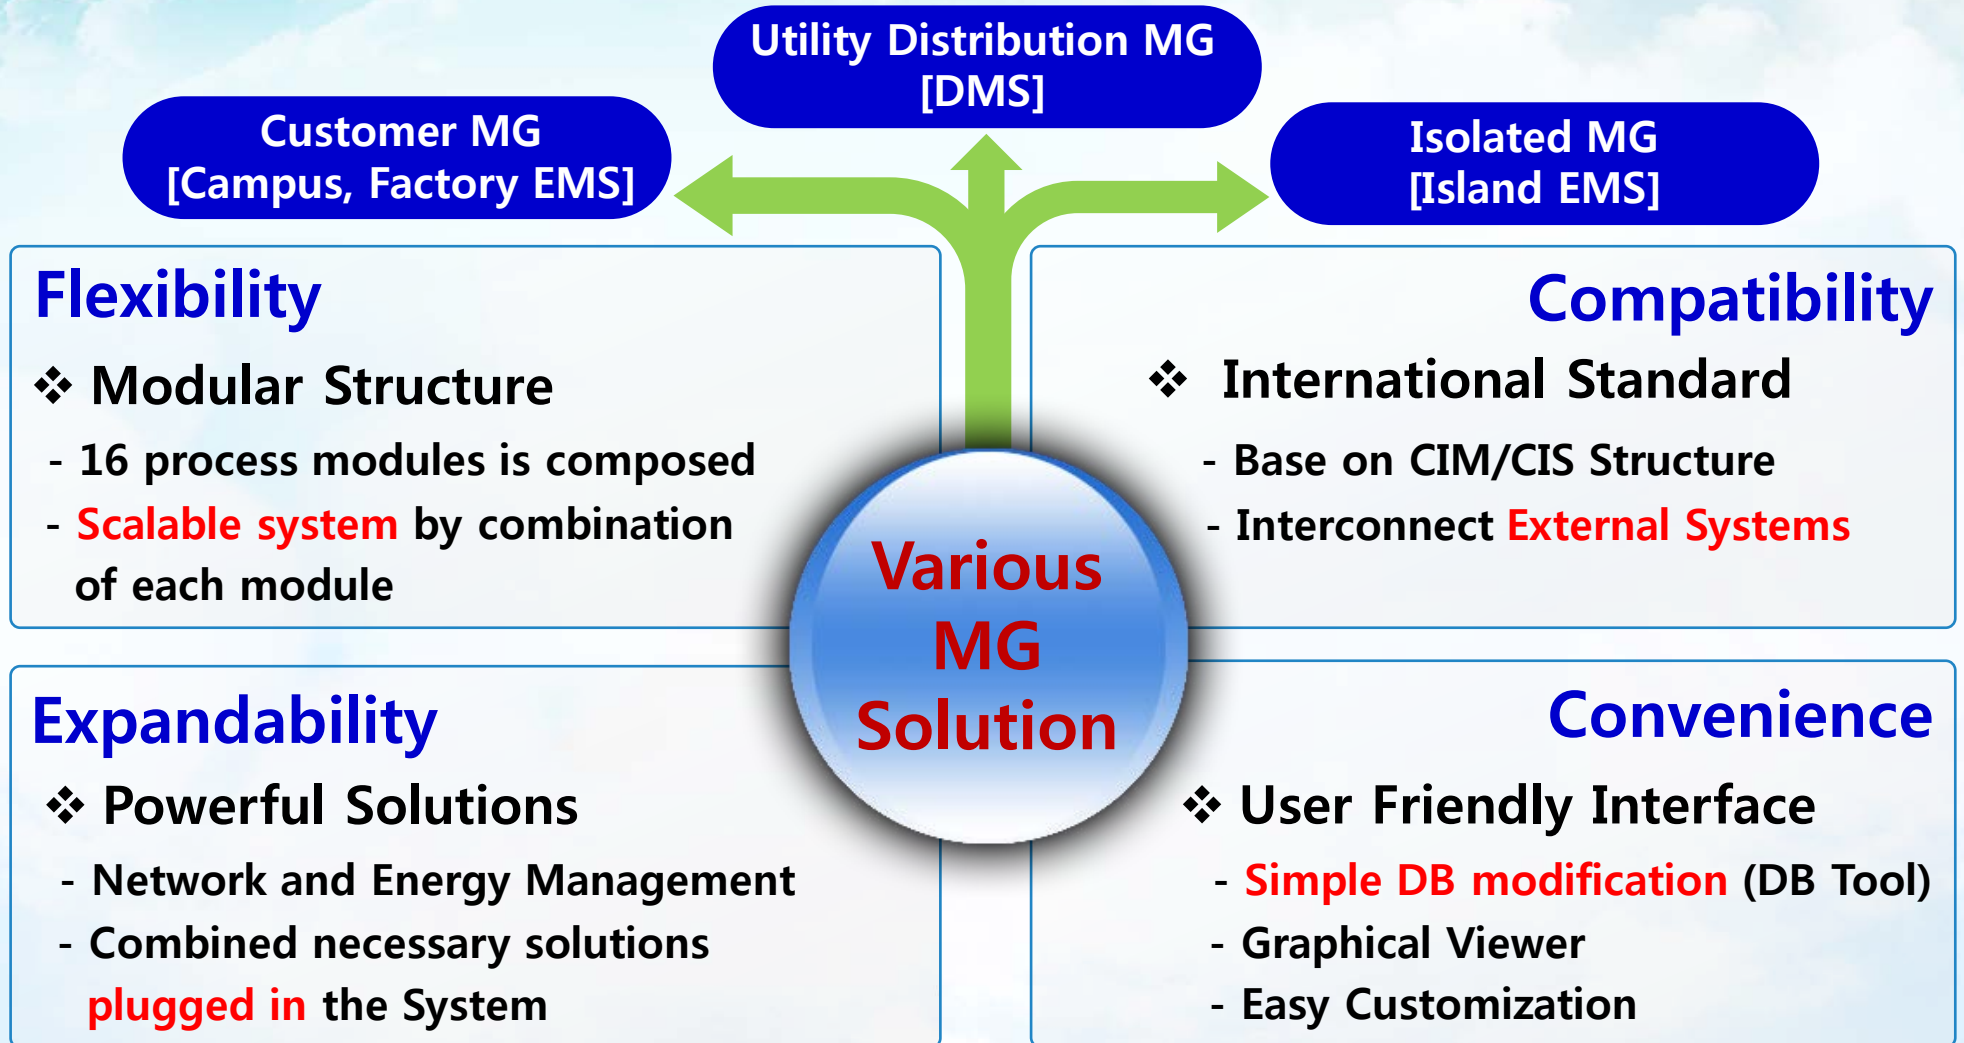 Utility Distribution MG
[DMS]
Customer MG
[Campus, Factory EMS]
Isolated MG
[Island EMS]
Flexibility
❖ Modular Structure
- 16 process modules is composed
- Scalable system by combination
of each module
Compatibility
❖ International Standard
- Base on CIM/CIS Structure
- Interconnect External Systems
Various
MG
Solution
Expandability
❖ Powerful Solutions
- Network and Energy Management
- Combined necessary solutions
plugged in the System
Convenience
❖ User Friendly Interface
- Simple DB modification (DB Tool)
- Graphical Viewer
- Easy Customization